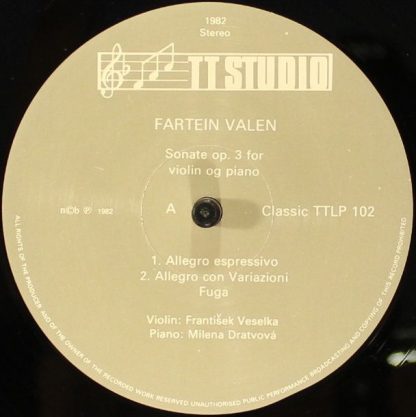 1982
Stereo
TT STUDIO
FARTEIN VALEN
Sonate op. 3 for
violin og piano
n©b ℗ 1982
A
Classic TTLP 102
1. Allegro espressivo
2. Allegro con Variazioni
Fuga
Violin: František Veselka
Piano: Milena Dratvová
ALL RIGHTS OF THE PRODUCER AND OF THE OWNER OF THE RECORDED WORK RESERVED UNAUTHORISED PUBLIC PERFORMANCE BROADCASTING AND COPYING OF THIS RECORD PROHIBITED